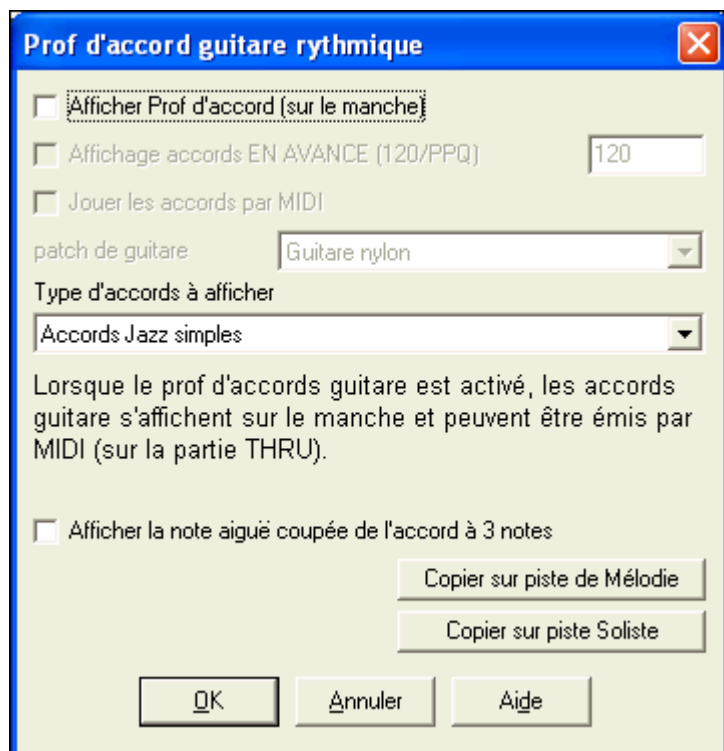 Prof d'accord guitare rythmique
Afficher Prof d'accord (sur le manche)
Affichage accords EN AVANCE (120/PPQ) 120
Jouer les accords par MIDI
patch de guitare Guitare nylon
Type d'accords à afficher
Accords Jazz simples
Lorsque le prof d'accords guitare est activé, les accords
guitare s'affichent sur le manche et peuvent être émis par
MIDI (sur la partie THRU).
Afficher la note aiguë coupée de l'accord à 3 notes
Copier sur piste de Mélodie
Copier sur piste Soliste
OK Annuler Aide